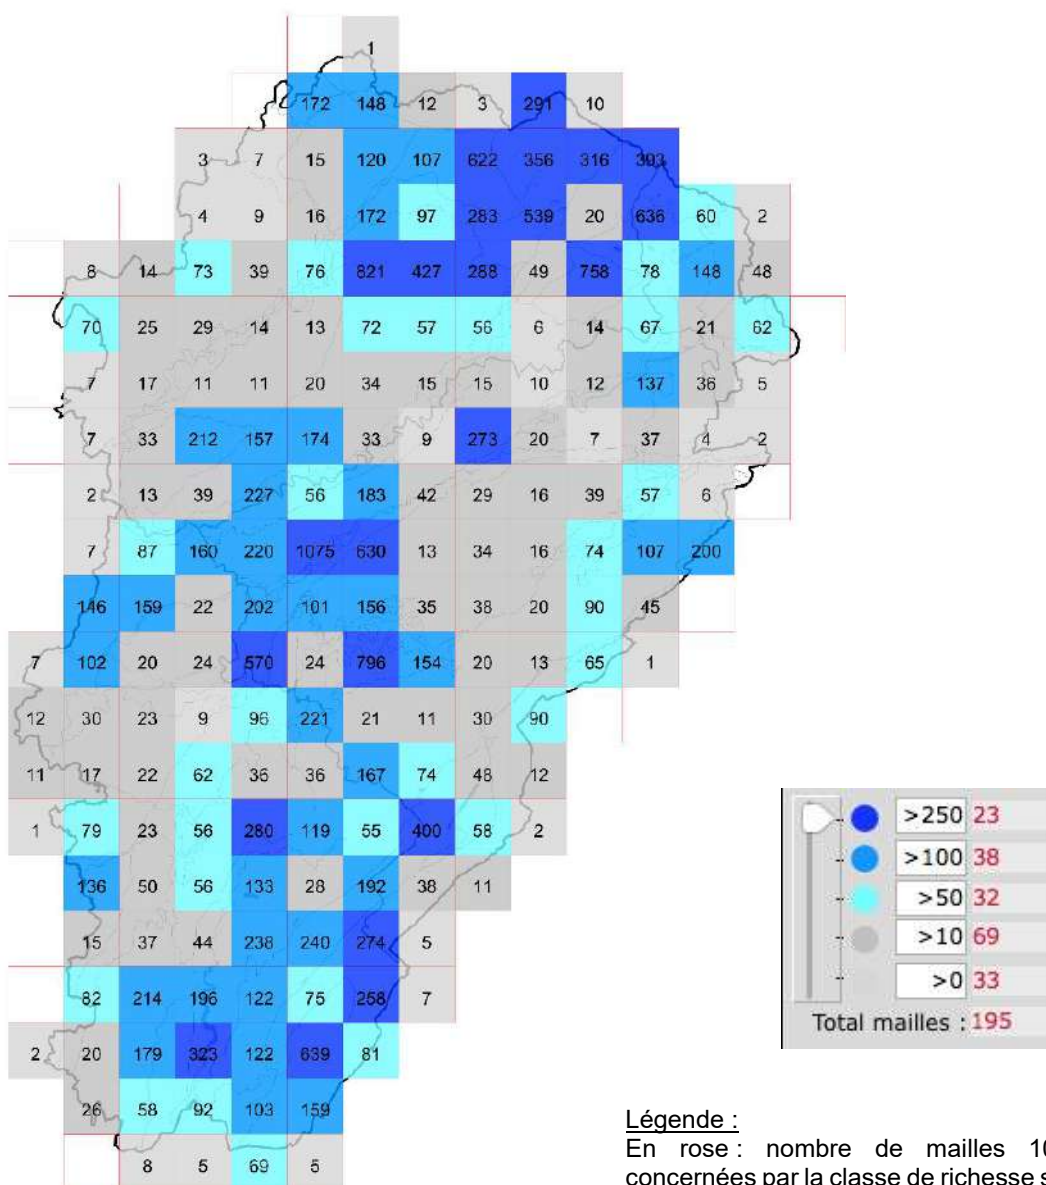 1
172 148 12 3 291 10
3 7 15 120 107 622 356 316 393
4 9 16 172 97 283 539 20 636 60 2
8 14 73 39 76 821 427 288 49 758 78 148 48
70 25 29 14 13 72 57 56 6 14 67 21 62
7 17 11 11 20 34 15 15 10 12 137 36 5
7 33 212 157 174 33 9 273 20 7 37 4 2
2 13 39 227 56 183 42 29 16 39 57 6
7 87 160 220 1075 630 13 34 16 74 107 200
146 159 22 202 101 156 35 38 20 90 45
7 102 20 24 570 24 796 154 20 13 65 1
12 30 23 9 96 221 21 11 30 90
11 17 22 62 36 36 167 74 48 12
1 79 23 56 280 119 55 400 58 2
136 50 56 133 28 192 38 11
15 37 44 238 240 274 5
82 214 196 122 75 258 7
2 20 179 323 122 639 81
26 58 92 103 159
8 5 69 5
>250 23
>100 38
>50 32
>10 69
>0 33
Total mailles : 195
Légende :
En rose : nombre de mailles 10
concernées par la classe de richesse s